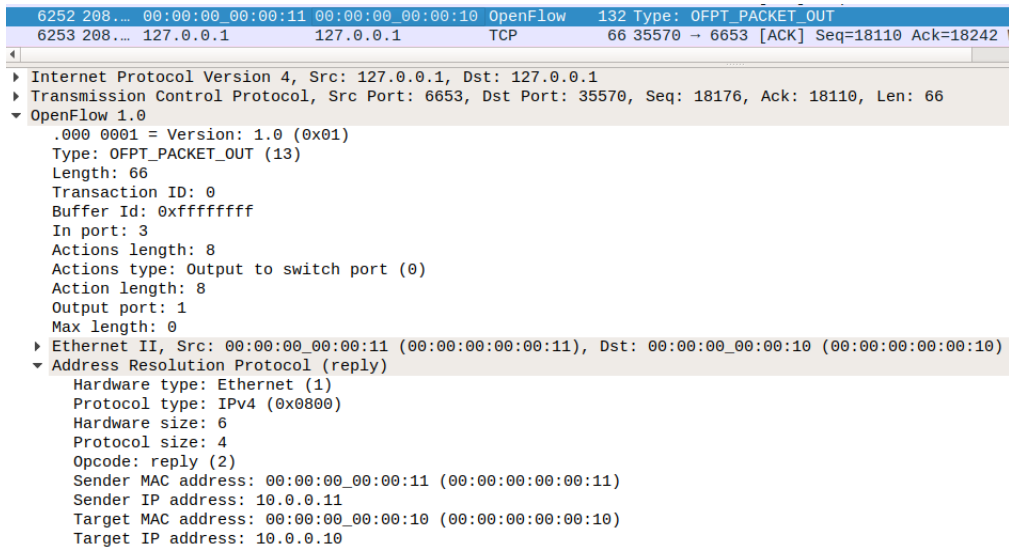 6252 208.… 00:00:00_00:00:11 00:00:00_00:00:10 OpenFlow 132 Type: OFPT_PACKET_OUT
6253 208.… 127.0.0.1 127.0.0.1 TCP 66 35570 → 6653 [ACK] Seq=18110 Ack=18242
Internet Protocol Version 4, Src: 127.0.0.1, Dst: 127.0.0.1
Transmission Control Protocol, Src Port: 6653, Dst Port: 35570, Seq: 18176, Ack: 18110, Len: 66
OpenFlow 1.0
.000 0001 = Version: 1.0 (0x01)
Type: OFPT_PACKET_OUT (13)
Length: 66
Transaction ID: 0
Buffer Id: 0xffffffff
In port: 3
Actions length: 8
Actions type: Output to switch port (0)
Action length: 8
Output port: 1
Max length: 0
Ethernet II, Src: 00:00:00_00:00:11 (00:00:00:00:00:11), Dst: 00:00:00_00:00:10 (00:00:00:00:00:10)
Address Resolution Protocol (reply)
Hardware type: Ethernet (1)
Protocol type: IPv4 (0x0800)
Hardware size: 6
Protocol size: 4
Opcode: reply (2)
Sender MAC address: 00:00:00_00:00:11 (00:00:00:00:00:11)
Sender IP address: 10.0.0.11
Target MAC address: 00:00:00_00:00:10 (00:00:00:00:00:10)
Target IP address: 10.0.0.10